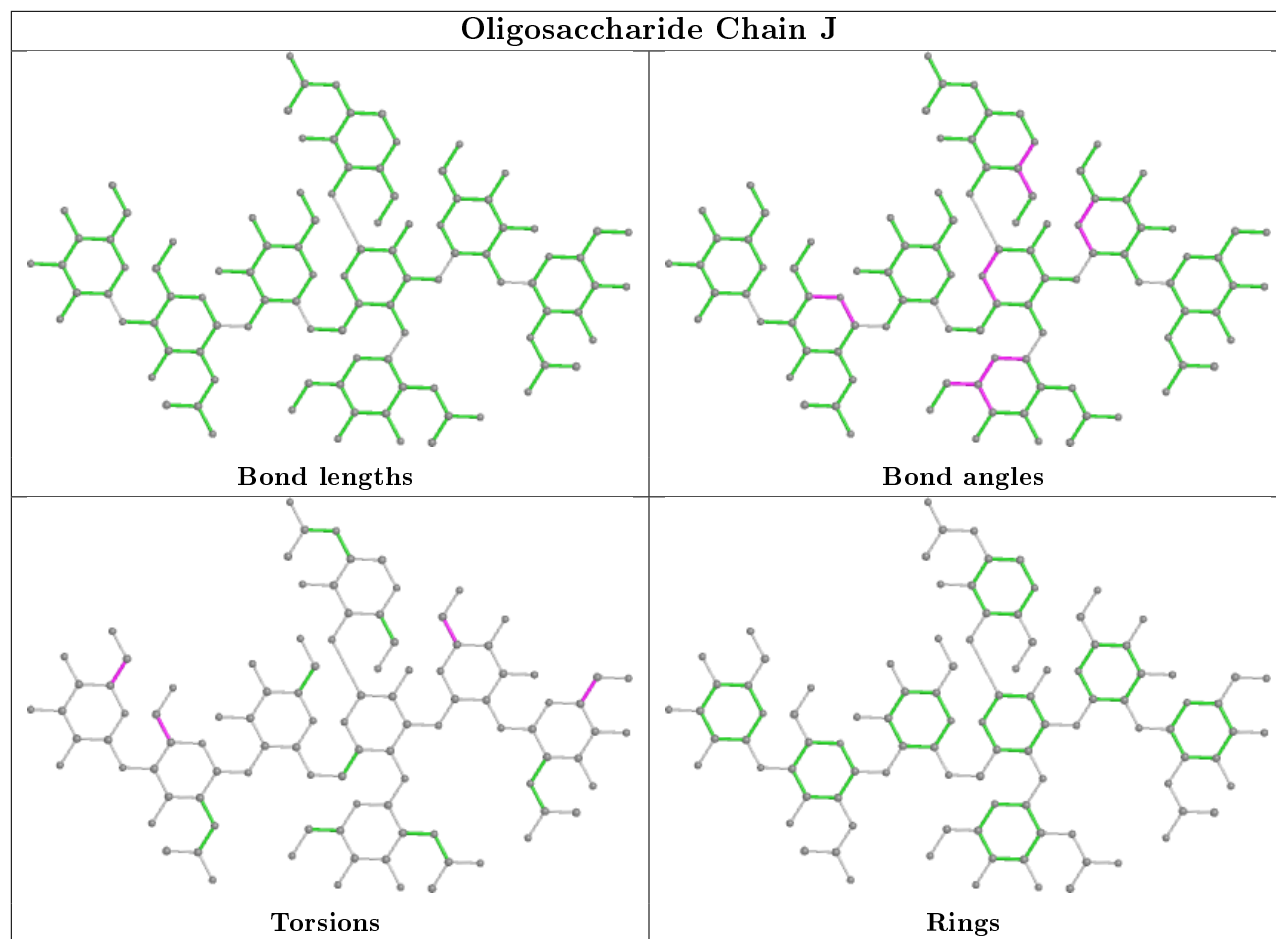 Oligosaccharide Chain J
Bond lengths
Bond angles
Torsions
Rings